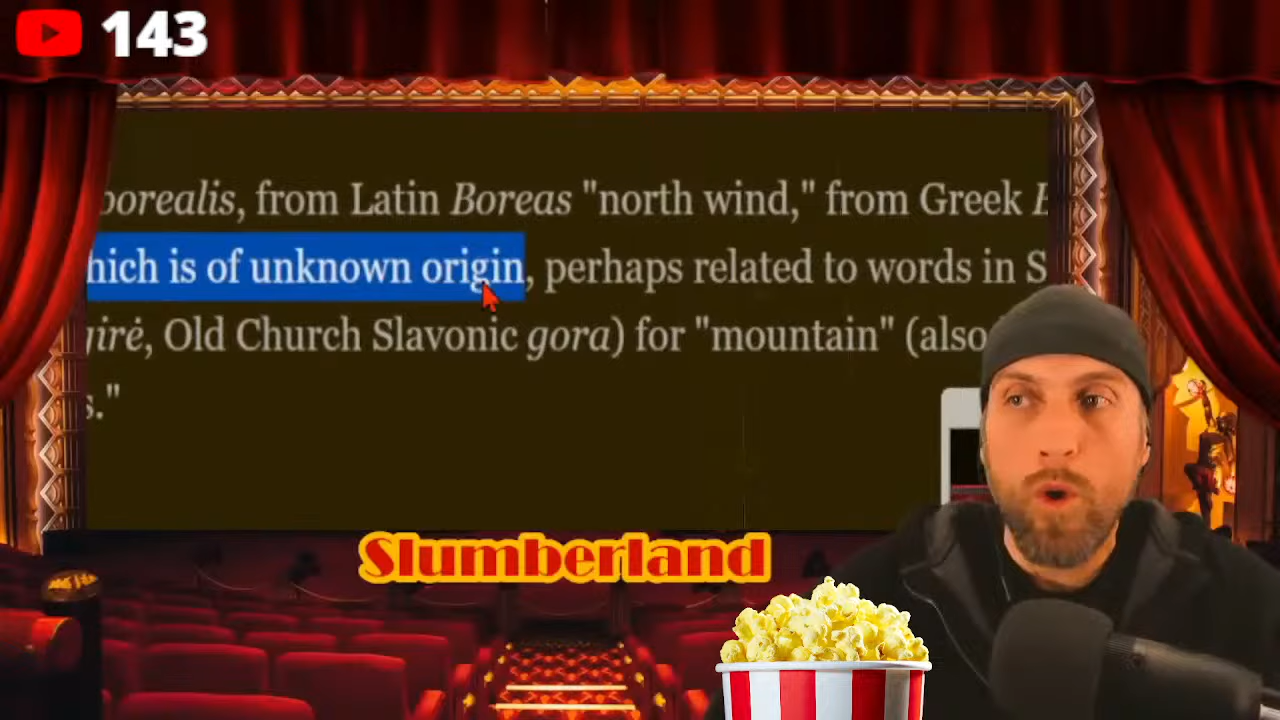 143
borealis, from Latin Boreas "north wind," from Greek
hich is of unknown origin, perhaps related to words in S
girė, Old Church Slavonic gora) for "mountain" (also
s."
Slumberland